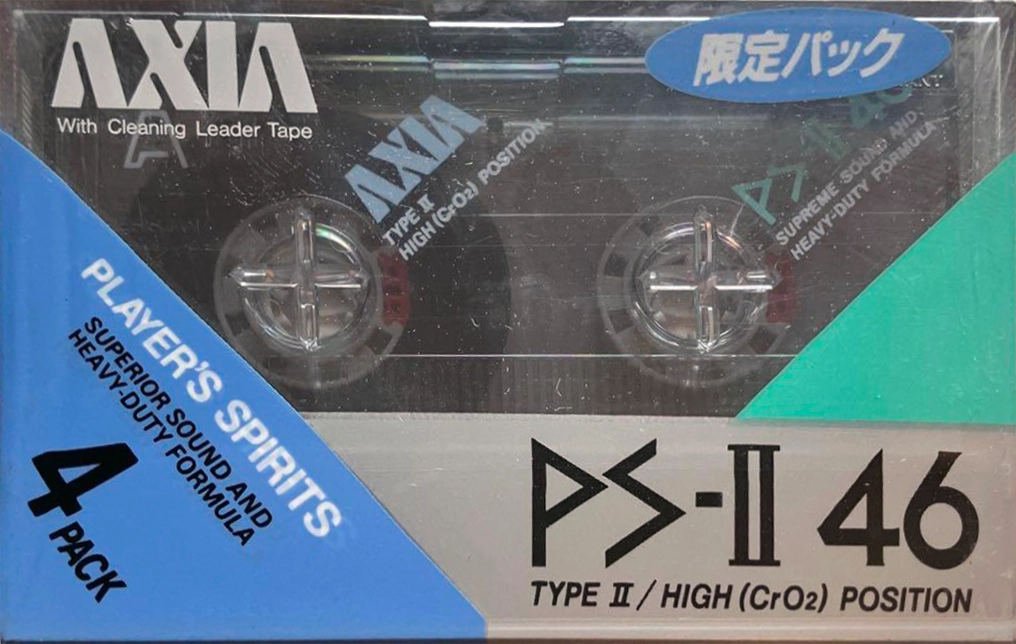 AXIA
With Cleaning Leader Tape
限定パック
A
AXIA
TYPE II
HIGH (CrO2) POSITION
PS-II 46
SUPREME SOUND AND
HEAVY-DUTY FORMULA
PLAYER'S SPIRITS
SUPERIOR SOUND AND
HEAVY-DUTY FORMULA
4 PACK
PS-II 46
TYPE II / HIGH (CrO2) POSITION